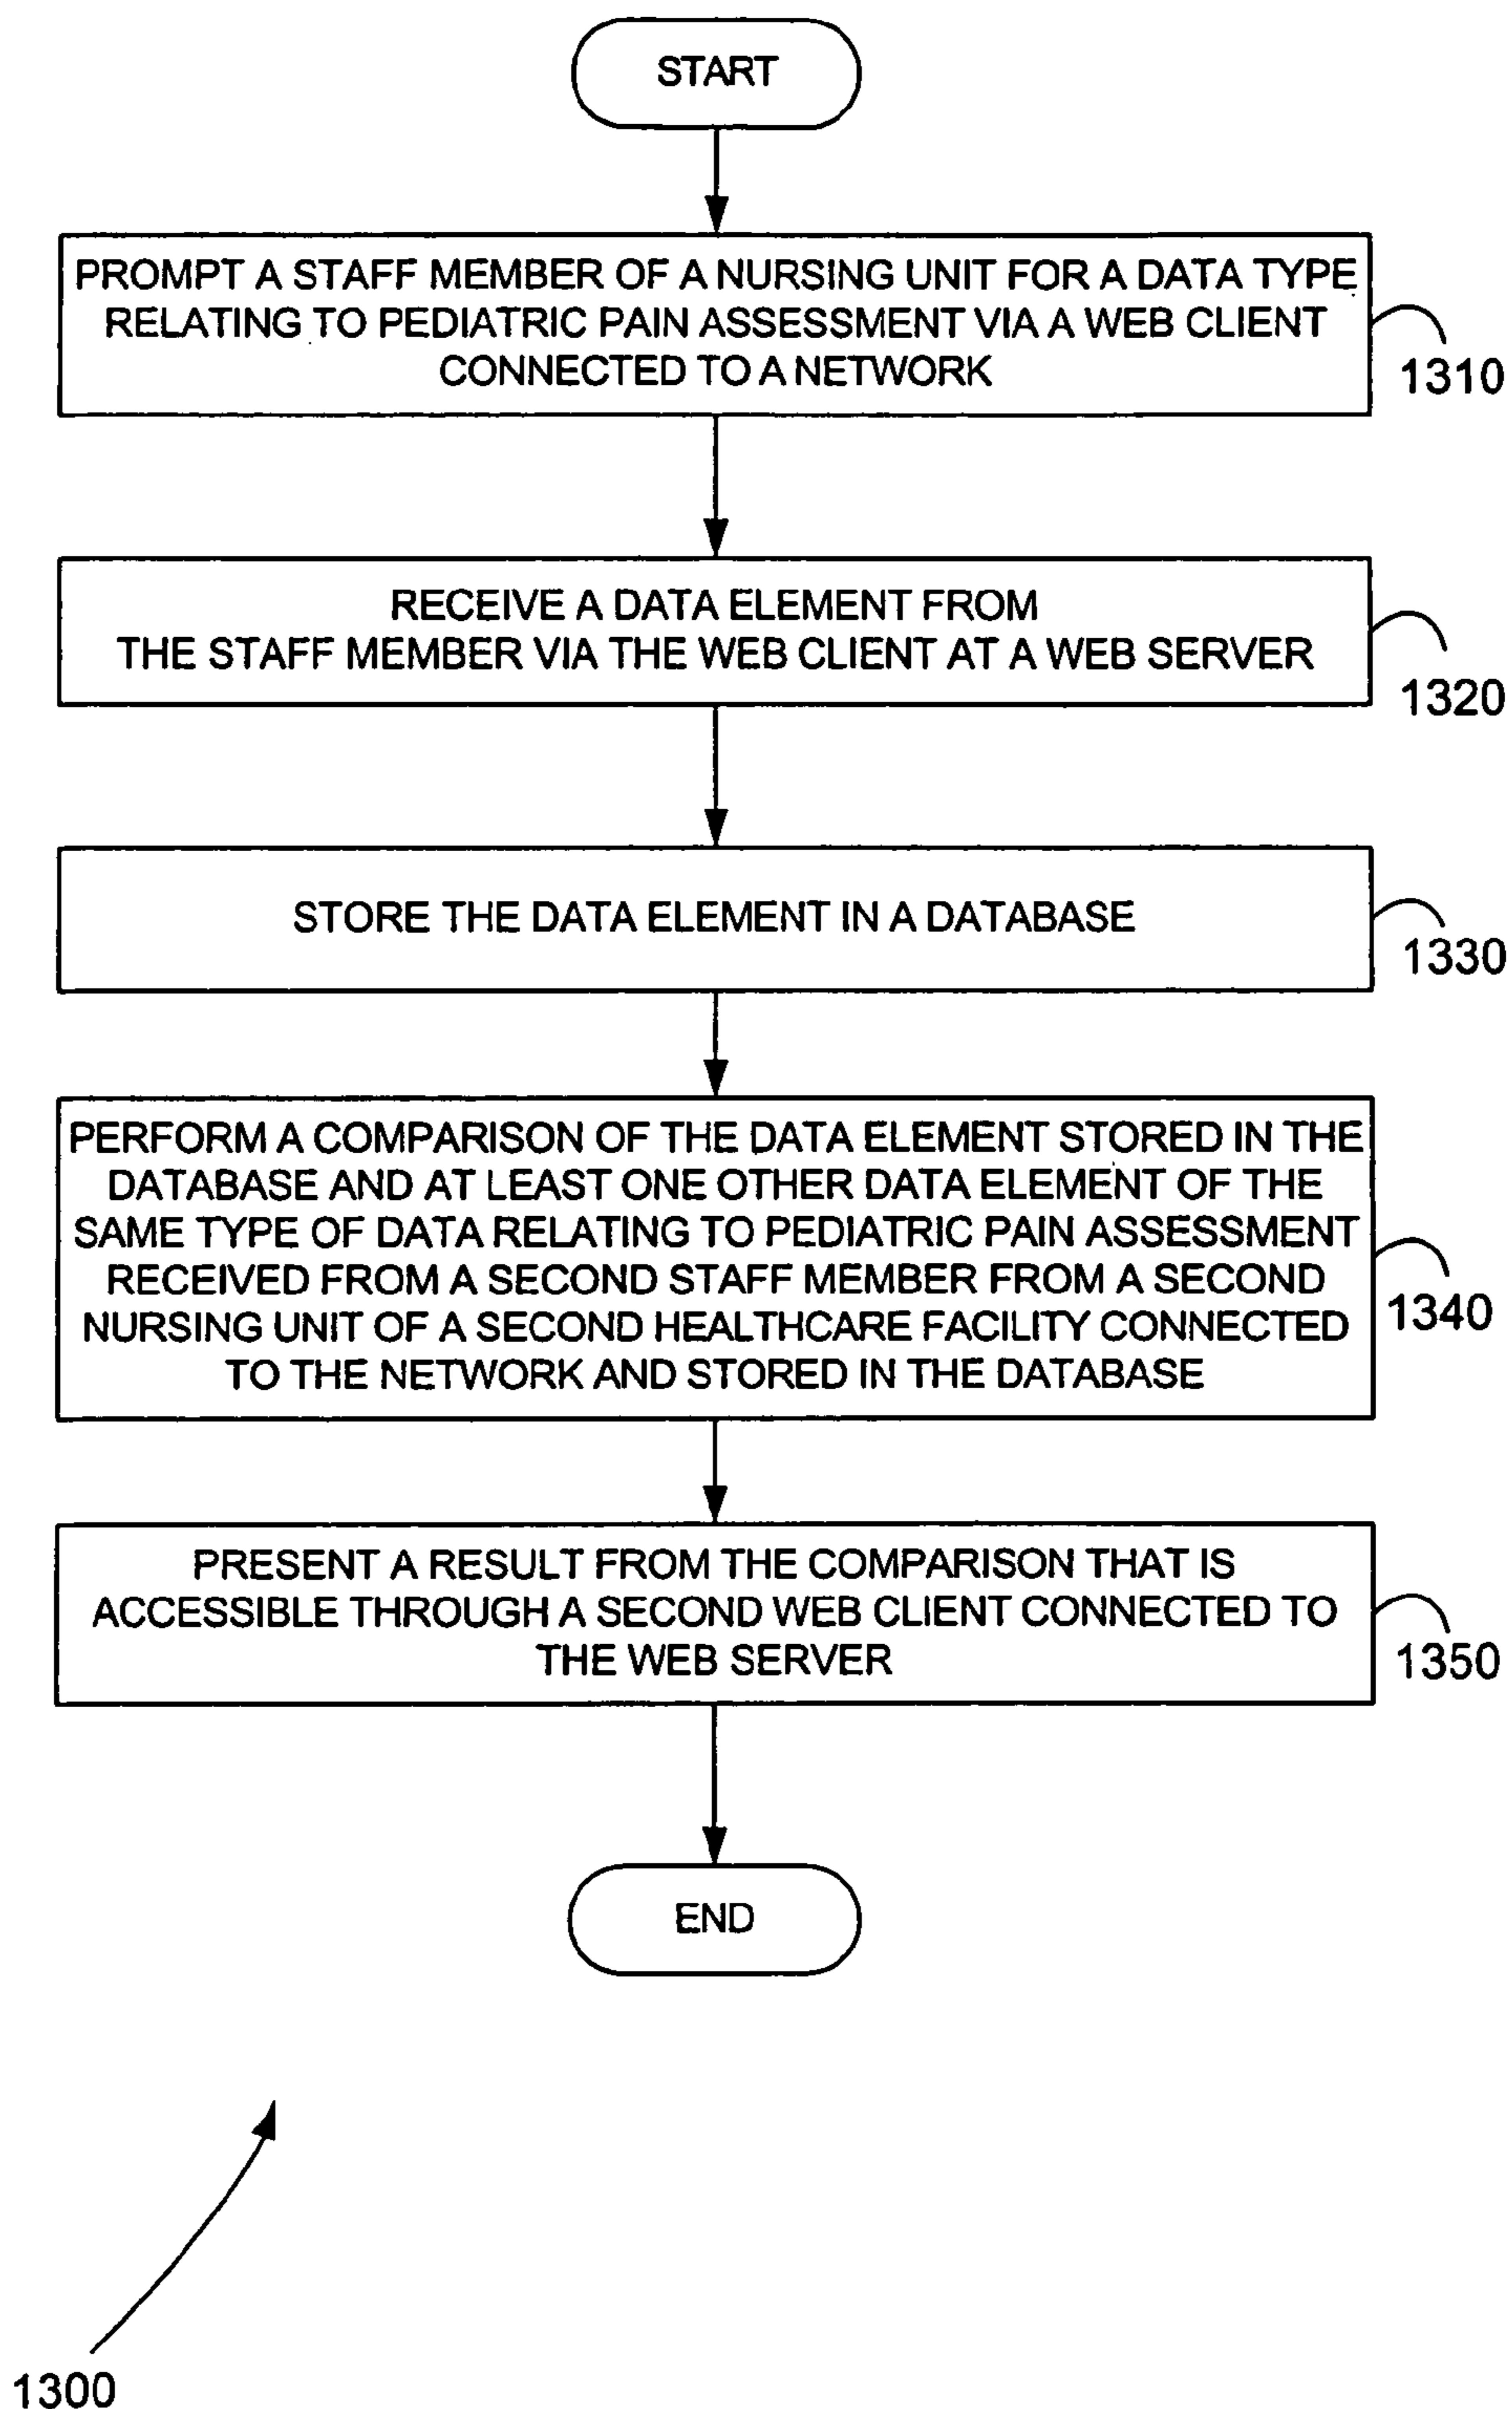 START
PROMPT A STAFF MEMBER OF A NURSING UNIT FOR A DATA TYPE
RELATING TO PEDIATRIC PAIN ASSESSMENT VIA A WEB CLIENT
CONNECTED TO A NETWORK
1310
RECEIVE A DATA ELEMENT FROM
THE STAFF MEMBER VIA THE WEB CLIENT AT A WEB SERVER
1320
STORE THE DATA ELEMENT IN A DATABASE
1330
PERFORM A COMPARISON OF THE DATA ELEMENT STORED IN THE
DATABASE AND AT LEAST ONE OTHER DATA ELEMENT OF THE
SAME TYPE OF DATA RELATING TO PEDIATRIC PAIN ASSESSMENT
RECEIVED FROM A SECOND STAFF MEMBER FROM A SECOND
NURSING UNIT OF A SECOND HEALTHCARE FACILITY CONNECTED
TO THE NETWORK AND STORED IN THE DATABASE
1340
PRESENT A RESULT FROM THE COMPARISON THAT IS
ACCESSIBLE THROUGH A SECOND WEB CLIENT CONNECTED TO
THE WEB SERVER
1350
END
1300